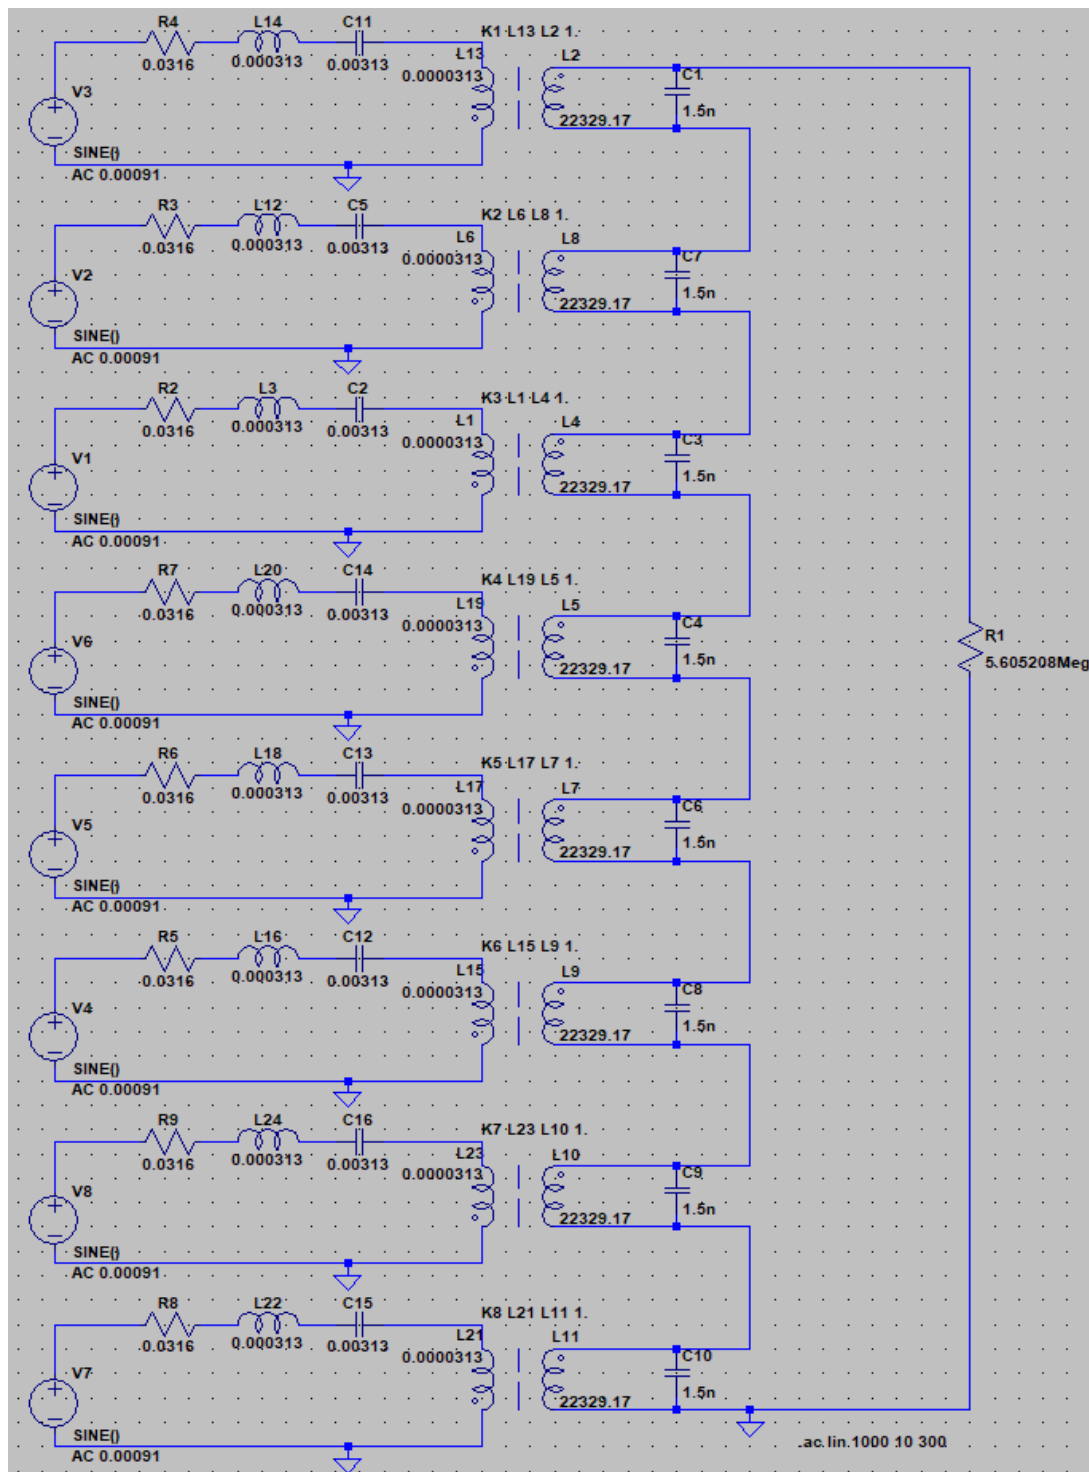 R4 L14 C11
K1 L13 L2 1.
L13 L2
0.0316 0.000313 0.00313 0.0000313
C1
V3
1.5n
22329.17
SINE()
AC 0.00091
R3 L12 C5
K2 L6 L8 1.
L6 L8
0.0316 0.000313 0.00313 0.0000313
C7
V2
1.5n
22329.17
SINE()
AC 0.00091
R2 L3 C2
K3 L1 L4 1.
L1 L4
0.0316 0.000313 0.00313 0.0000313
C3
V1
1.5n
22329.17
SINE()
AC 0.00091
R7 L20 C14
K4 L19 L5 1.
L19 L5
0.0316 0.000313 0.00313 0.0000313
C4
V6
R1
1.5n
5.605208Meg
22329.17
SINE()
AC 0.00091
R6 L18 C13
K5 L17 L7 1.
L17 L7
0.0316 0.000313 0.00313 0.0000313
C6
V5
1.5n
22329.17
SINE()
AC 0.00091
R5 L16 C12
K6 L15 L9 1.
L15 L9
0.0316 0.000313 0.00313 0.0000313
C8
V4
1.5n
22329.17
SINE()
AC 0.00091
R9 L24 C16
K7 L23 L10 1.
L23 L10
0.0316 0.000313 0.00313 0.0000313
C9
V8
1.5n
22329.17
SINE()
AC 0.00091
R8 L22 C15
K8 L21 L11 1.
L21 L11
0.0316 0.000313 0.00313 0.0000313
C10
V7
1.5n
22329.17
SINE()
AC 0.00091
.ac lin 1000 10 300